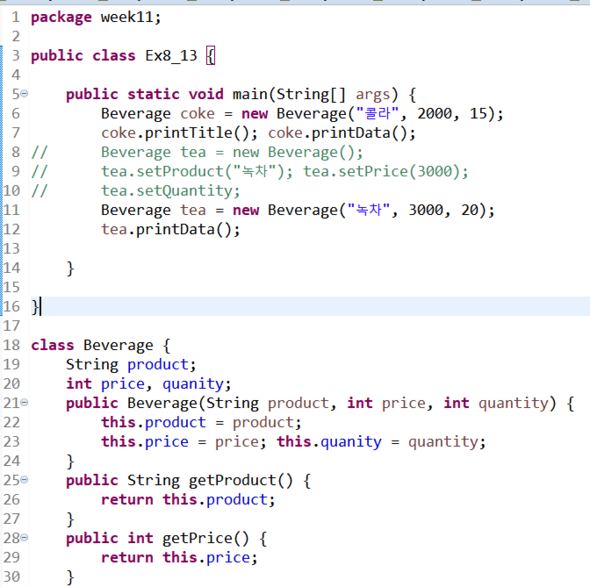 1 package week11;
2
3 public class Ex8_13 {
4
5 public static void main(String[] args) {
6 Beverage coke = new Beverage("콜라", 2000, 15);
7 coke.printTitle(); coke.printData();
8 // Beverage tea = new Beverage();
9 // tea.setProduct("녹차"); tea.setPrice(3000);
10 // tea.setQuantity;
11 Beverage tea = new Beverage("녹차", 3000, 20);
12 tea.printData();
13
14 }
15
16 }
17
18 class Beverage {
19 String product;
20 int price, quanity;
21 public Beverage(String product, int price, int quantity) {
22 this.product = product;
23 this.price = price; this.quanity = quantity;
24 }
25 public String getProduct() {
26 return this.product;
27 }
28 public int getPrice() {
29 return this.price;
30 }